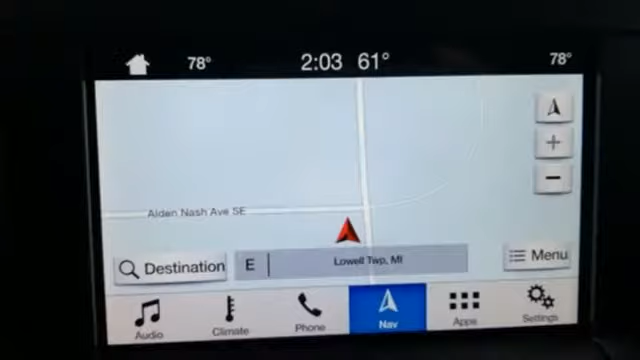 78° 2:03 61° 78°
Alden Nash Ave SE
Destination
E
Lowell Twp, MI
Menu
Audio
Climate
Phone
Nav
Apps
Settings